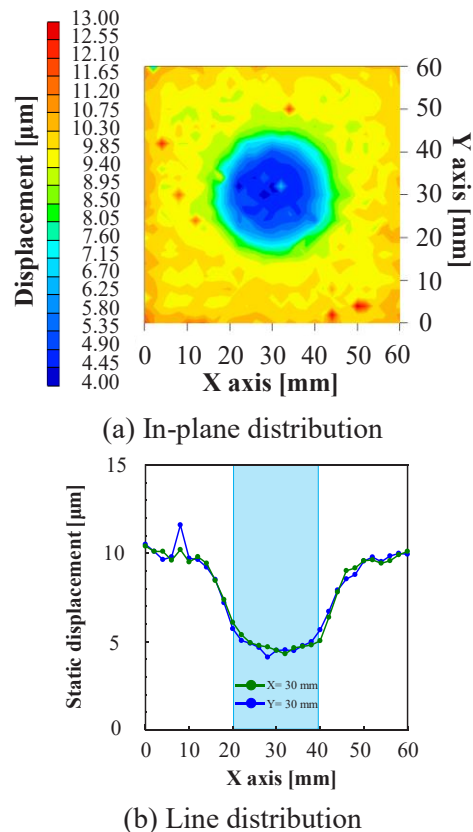 13.00
12.10
11.65
11.20
10.75
10.30
9.85
9.40
8.95
8.50
8.05
7.60
7.15
6.70
6.25
5.80
5.35
4.90
4.45
4.00
Displacement [μm]
60
50
40
30
20
10
0
Y axis
[mm]
0 10 20 30 40 50 60
X axis [mm]
(a) In-plane distribution
15
10
5
0
Static displacement [μm]
X= 30 mm
Y= 30 mm
0 10 20 30 40 50 60
X axis [mm]
(b) Line distribution